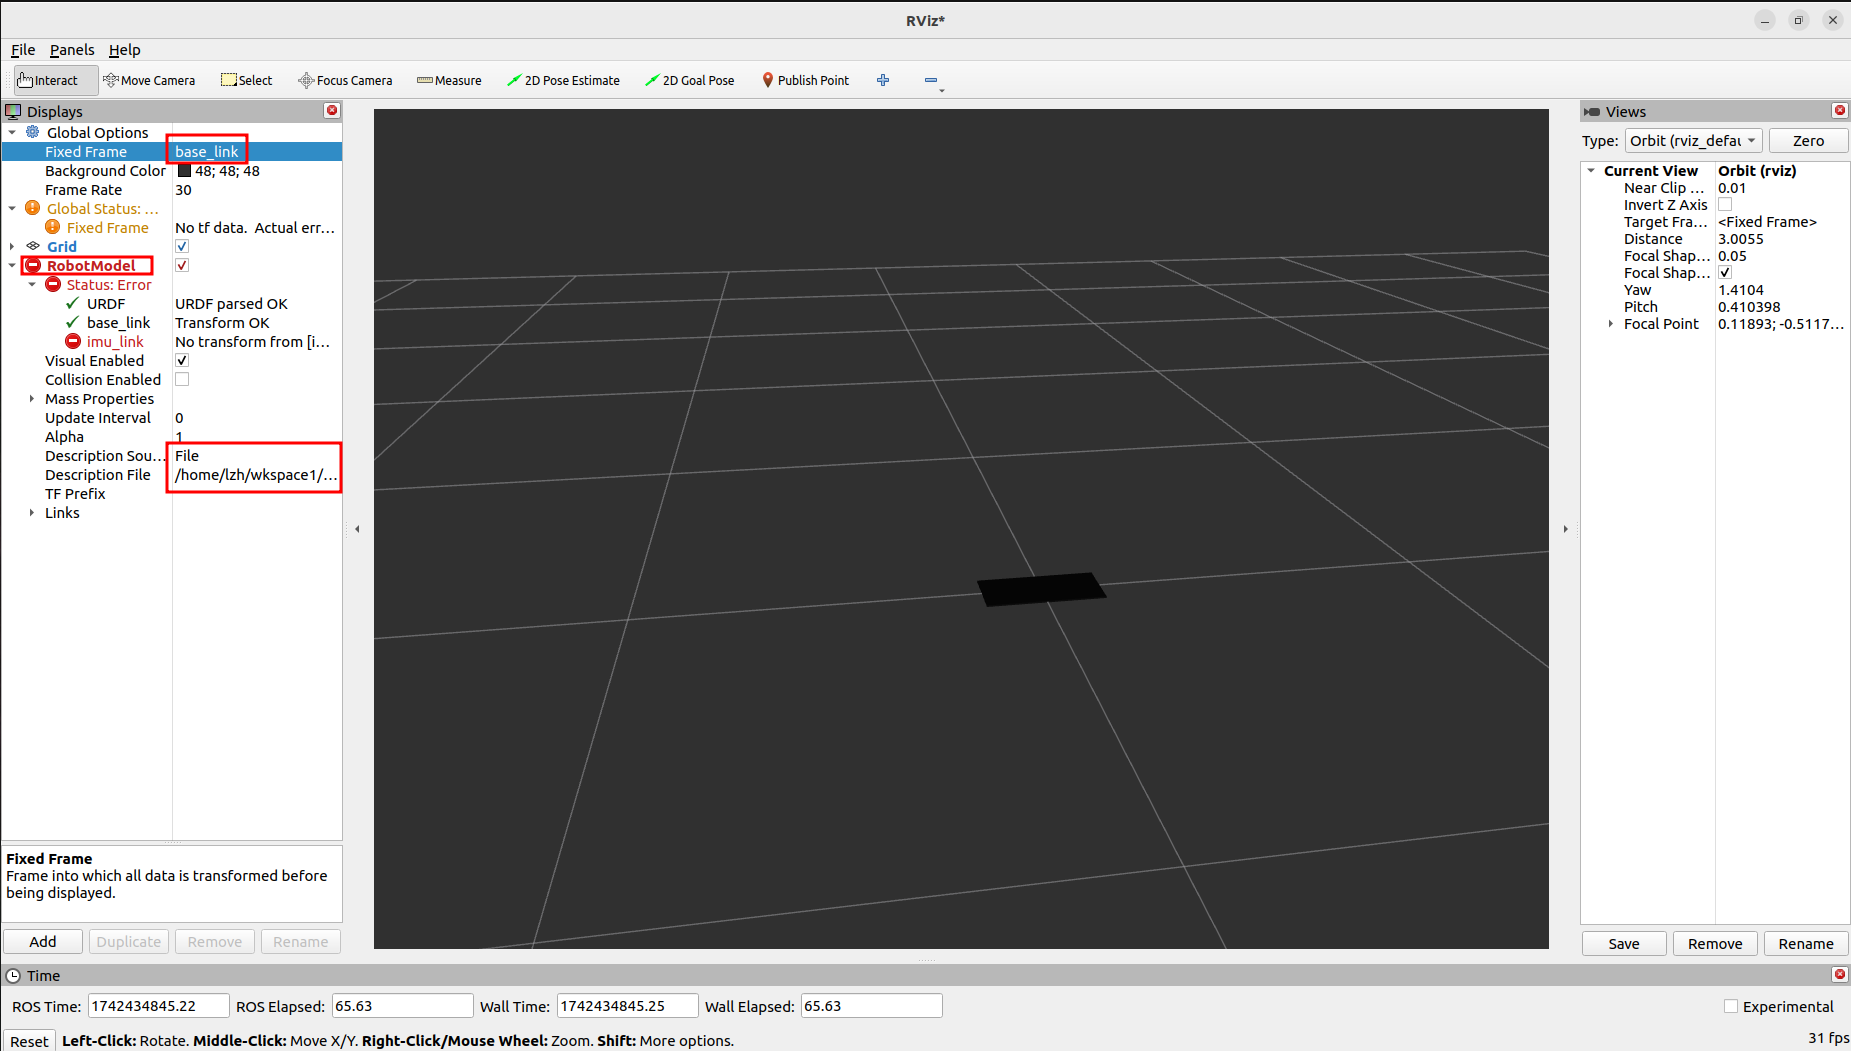 RViz*
File Panels Help
Interact Move Camera Select Focus Camera Measure 2D Pose Estimate 2D Goal Pose Publish Point
Displays
Global Options
Fixed Frame base_link
Background Color 48; 48; 48
Frame Rate 30
Global Status: ...
Fixed Frame No tf data. Actual err...
Grid
RobotModel
Status: Error
URDF URDF parsed OK
base_link Transform OK
imu_link No transform from [i...
Visual Enabled
Collision Enabled
Mass Properties
Update Interval 0
Alpha 1
Description Sou... File
Description File /home/lzh/wkspace1/...
TF Prefix
Links
Fixed Frame
Frame into which all data is transformed before
being displayed.
Add Duplicate Remove Rename
Views
Type: Orbit (rviz_defau Zero
Current View Orbit (rviz)
Near Clip ... 0.01
Invert Z Axis
Target Fra... <Fixed Frame>
Distance 3.0055
Focal Shap... 0.05
Focal Shap...
Yaw 1.4104
Pitch 0.410398
Focal Point 0.11893; -0.5117...
Save Remove Rename
Time
ROS Time: 1742434845.22 ROS Elapsed: 65.63 Wall Time: 1742434845.25 Wall Elapsed: 65.63 Experimental
Reset Left-Click: Rotate. Middle-Click: Move X/Y. Right-Click/Mouse Wheel: Zoom. Shift: More options. 31 fps